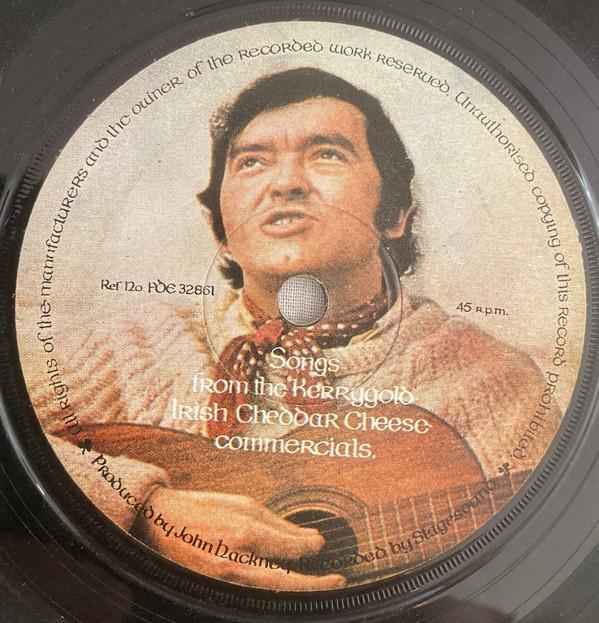 All Rights of the manufacturers and the owner of the Recorded work reserved. Unauthorised copying of this Record prohibited
Ref No. PDE 32861
45 R.p.m.
Songs
from the Kerrygold
Irish Cheddar Cheese
commercials.
Produced by John Hackney. Recorded by Stagesound